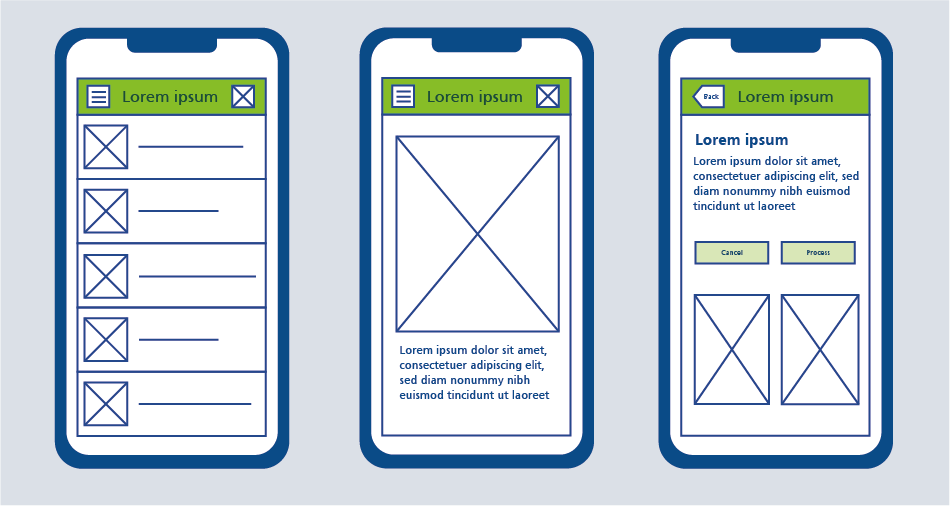 Lorem ipsum
Lorem ipsum
Lorem ipsum dolor sit amet,
consectetuer adipiscing elit,
sed diam nonummy nibh
euismod tincidunt ut laoreet
Back
Lorem ipsum
Lorem ipsum
Lorem ipsum dolor sit amet,
consectetuer adipiscing elit, sed
diam nonummy nibh euismod
tincidunt ut laoreet
Cancel
Process